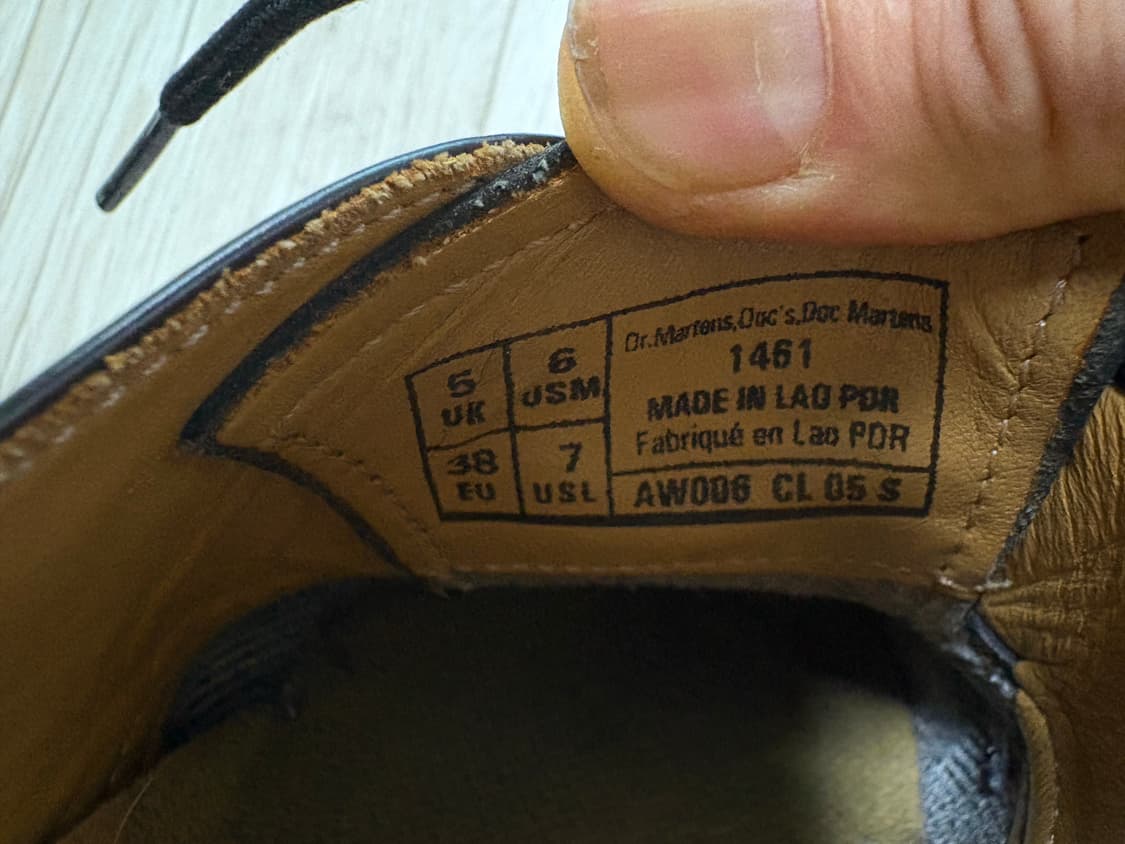 5
UK
6
USM
38
EU
7
USL
Dr.Martens,Doc's,Doc Martens
1461
MADE IN LAO PDR
Fabriqué en Lao PDR
AW006 CL 05 S